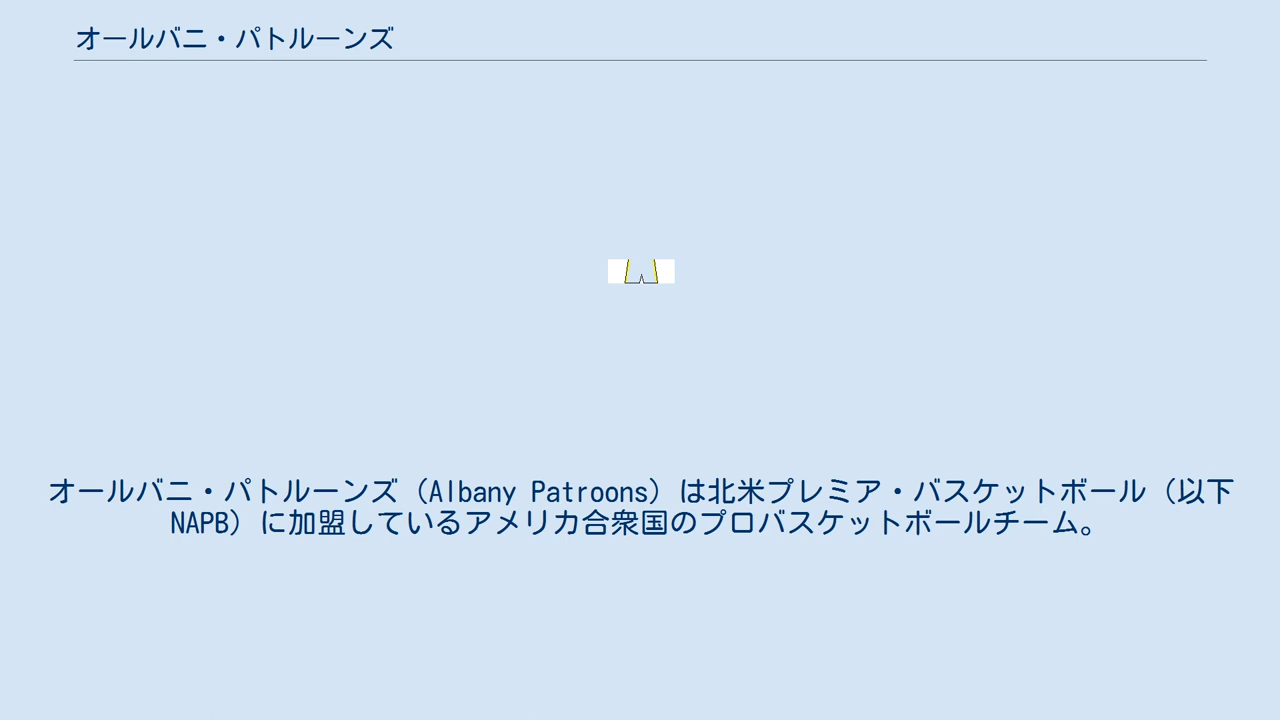 オールバニ・パトルーンズ
オールバニ・パトルーンズ（Albany Patroons）は北米プレミア・バスケットボール（以下
NAPB）に加盟しているアメリカ合衆国のプロバスケットボールチーム。